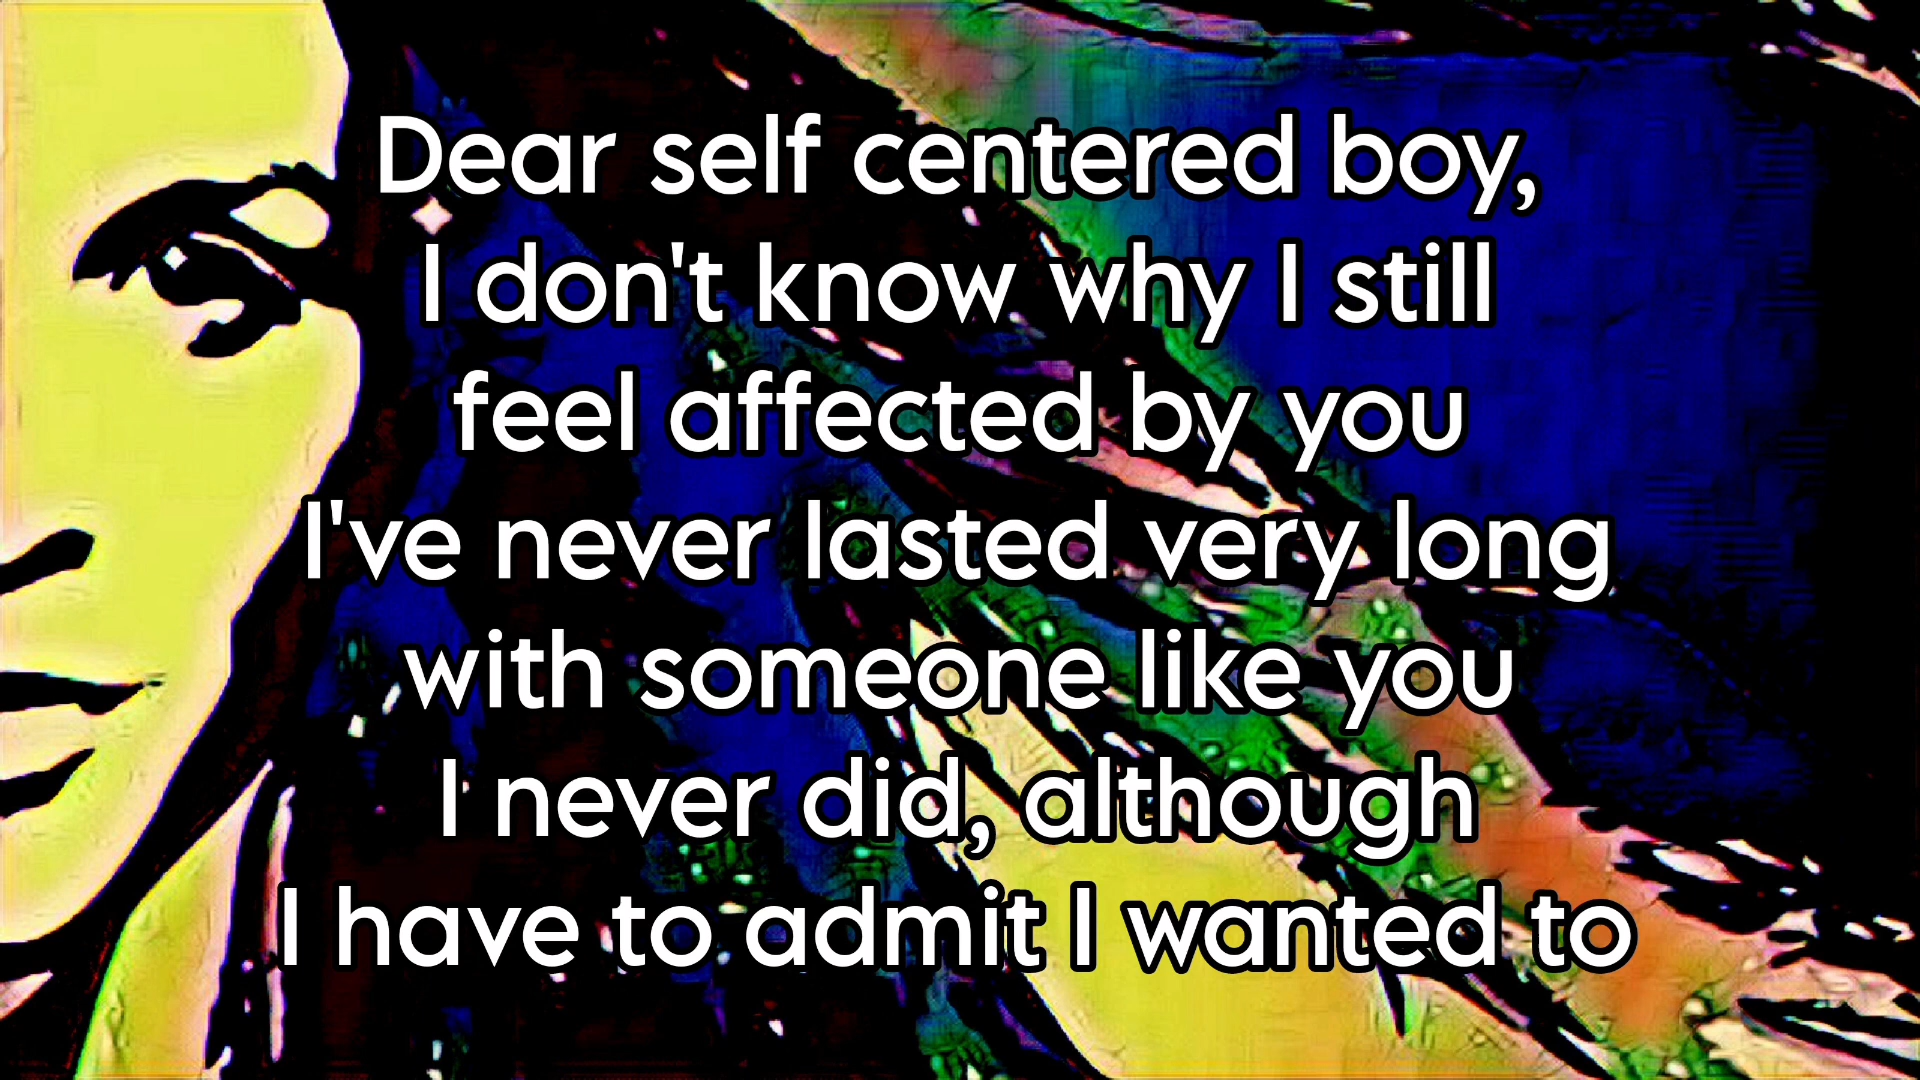 Dear self centered boy,
I don't know why I still
feel affected by you
I've never lasted very long
with someone like you
I never did, although
I have to admit I wanted to